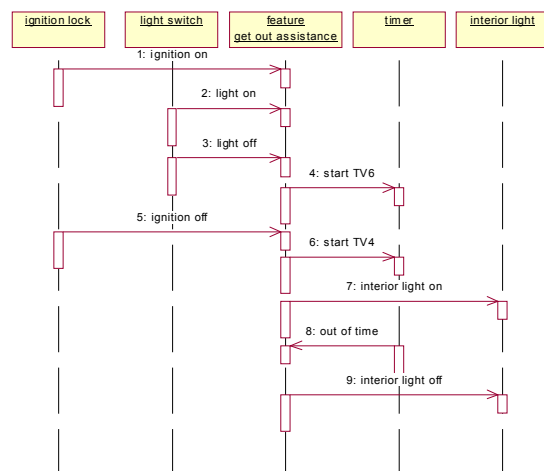 ignition lock
light switch
feature
get out assistance
timer
interior light
1: ignition on
2: light on
3: light off
4: start TV6
5: ignition off
6: start TV4
7: interior light on
8: out of time
9: interior light off